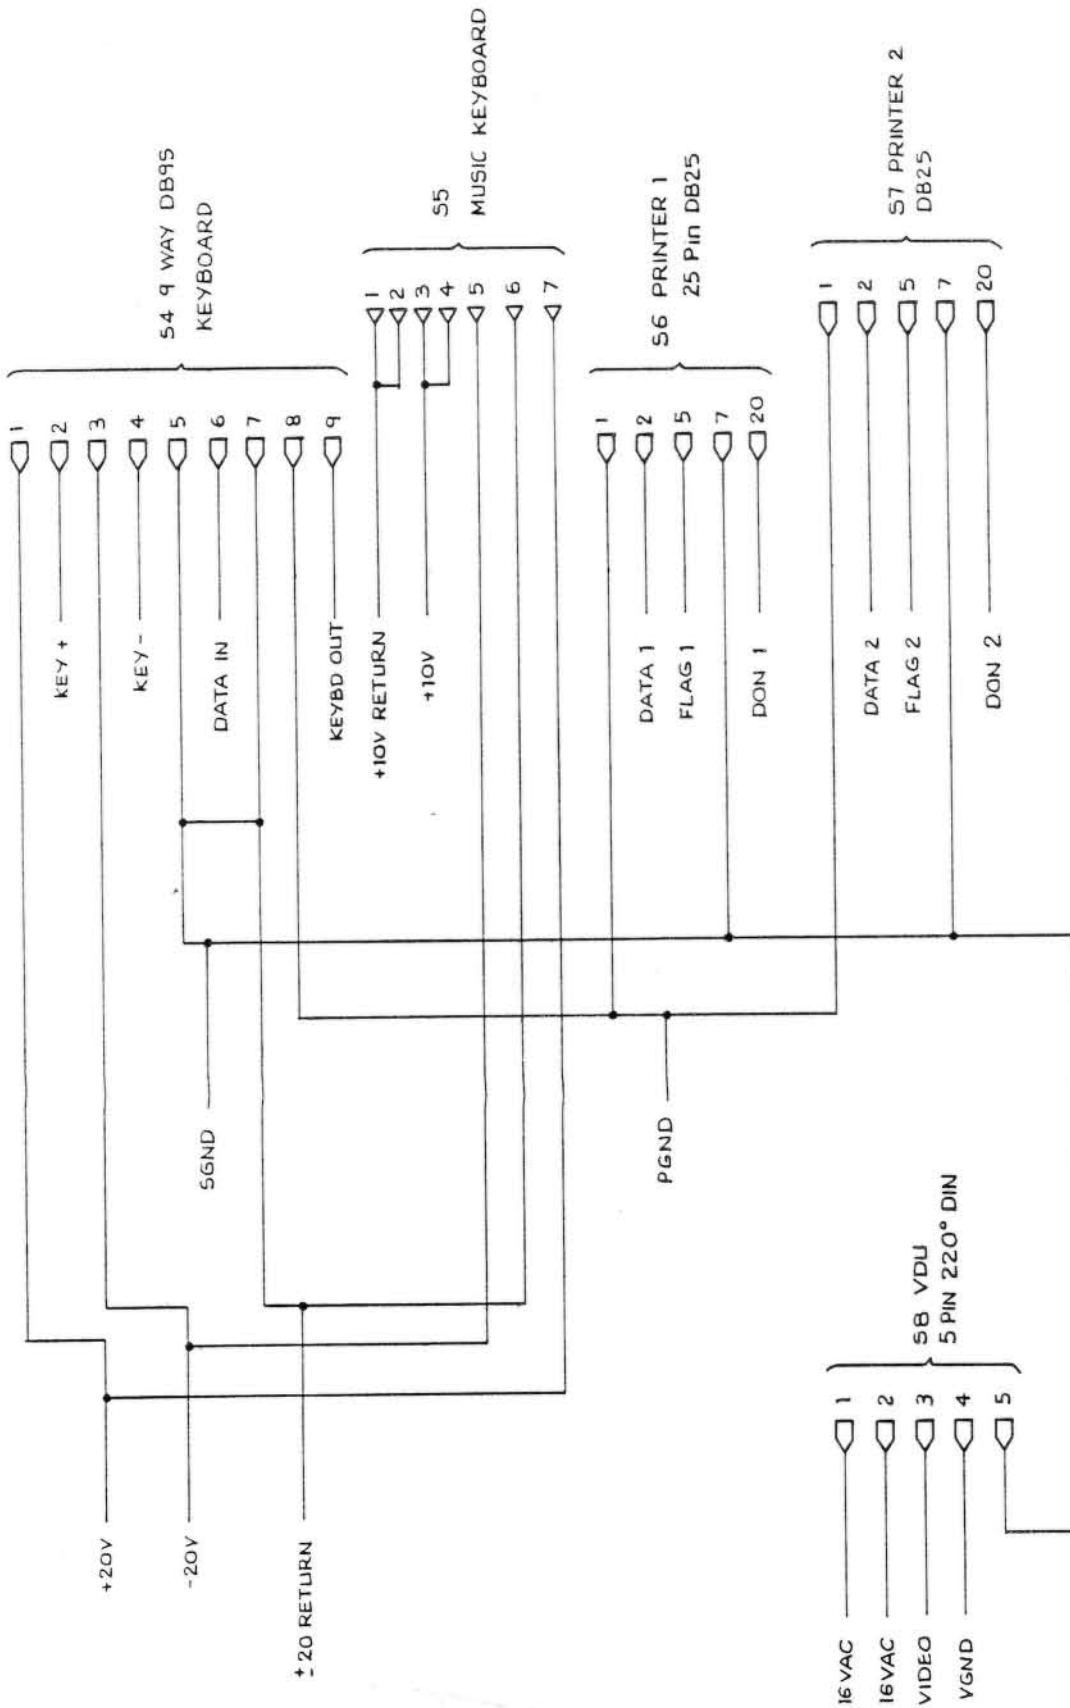 S4 9 WAY DB9S
KEYBOARD
1
2
3
4
5
6
7
8
9
KEY +
KEY -
DATA IN
KEYBD OUT
S5
MUSIC KEYBOARD
1
2
3
4
5
6
7
+10V RETURN
+10V
S6 PRINTER 1
25 Pin DB25
1
2
5
7
20
DATA 1
FLAG 1
DON 1
S7 PRINTER 2
DB25
1
2
5
7
20
DATA 2
FLAG 2
DON 2
SGND
PGND
+20V
-20V
±20 RETURN
S8 VDU
5 PIN 220° DIN
1
2
3
4
5
16VAC
16VAC
VIDEO
VGND